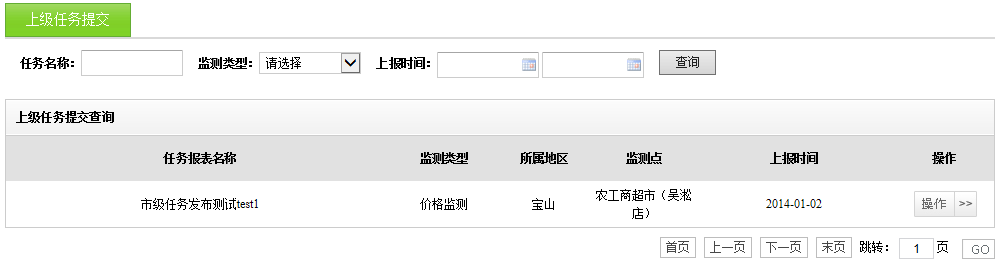 上级任务提交
任务名称： 监测类型： 请选择 上报时间： 查询
上级任务提交查询
任务报表名称 监测类型 所属地区 监测点 上报时间 操作
市级任务发布测试test1 价格监测 宝山 农工商超市（吴淞店） 2014-01-02 操作 >>
首页 上一页 下一页 末页 跳转： 1 页 GO